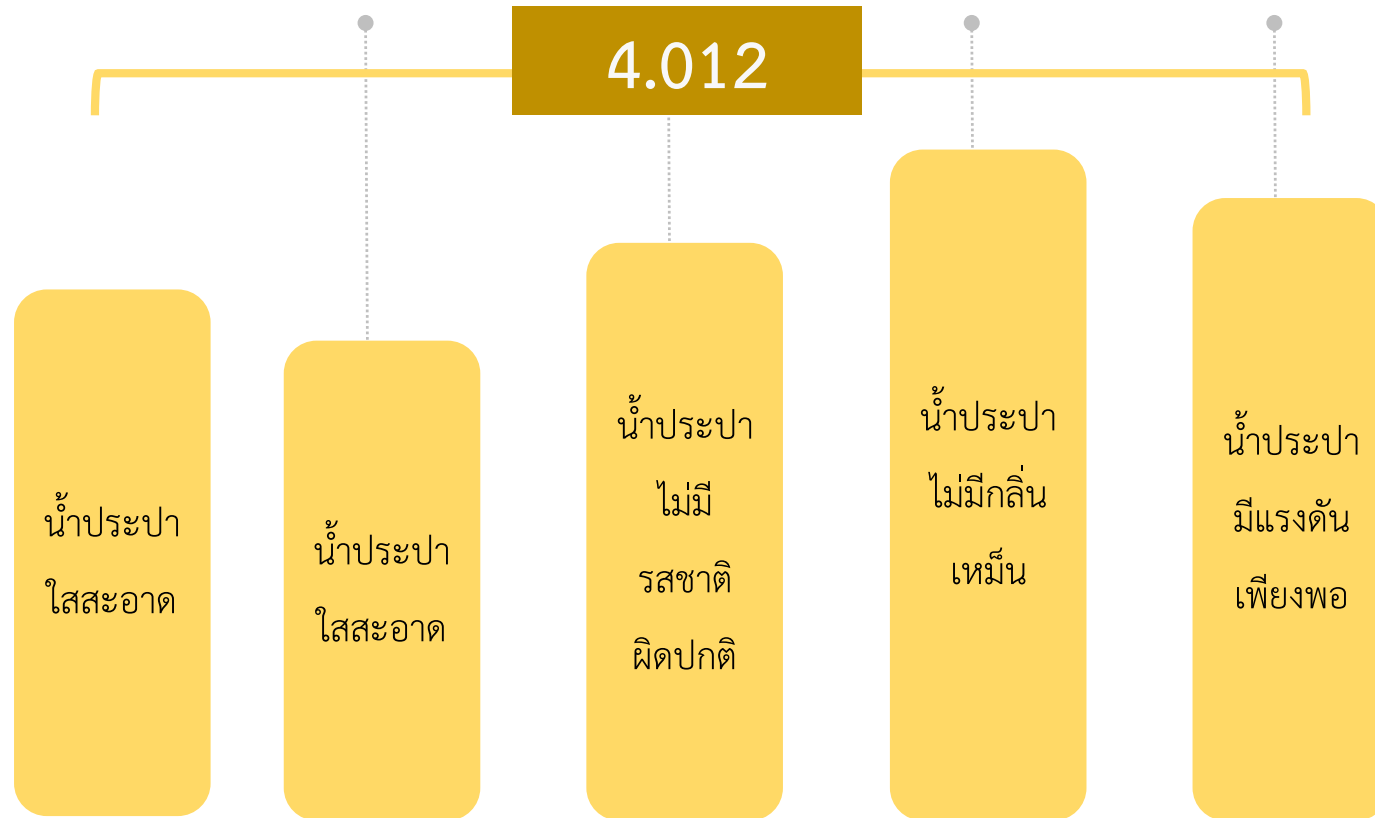 4.012
น้ำประปา
ใสสะอาด
น้ำประปา
ใสสะอาด
น้ำประปา
ไม่มี
รสชาติ
ผิดปกติ
น้ำประปา
ไม่มีกลิ่น
เหม็น
น้ำประปา
มีแรงดัน
เพียงพอ